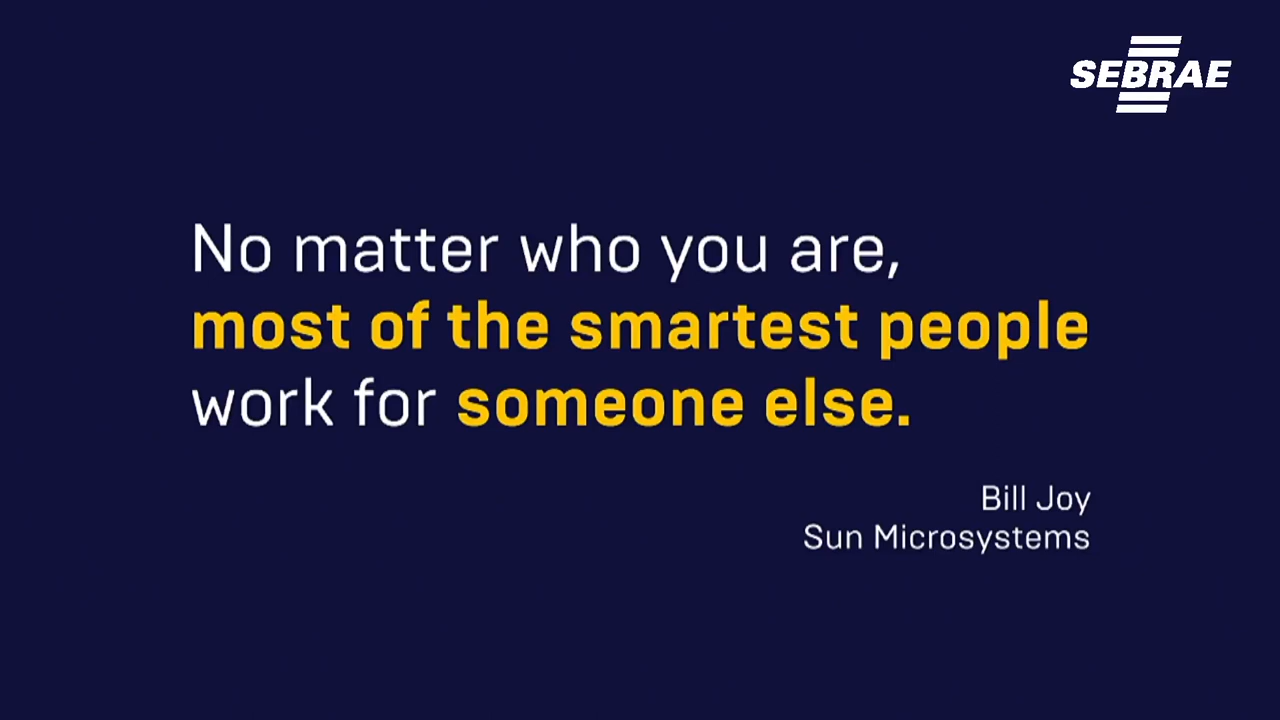 SEBRAE
No matter who you are,
most of the smartest people
work for someone else.
Bill Joy
Sun Microsystems